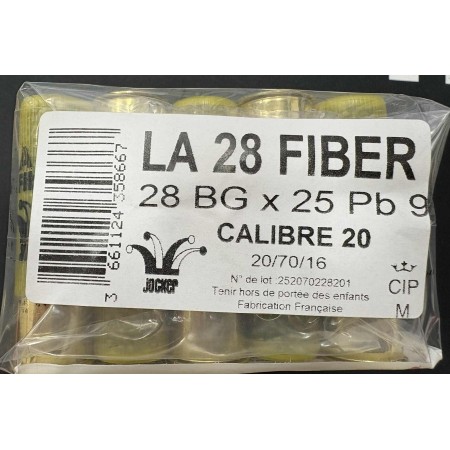 LA 28 FIBER
28 BG x 25 Pb 9
CALIBRE 20
20/70/16
N° de lot :252070228201
Tenir hors de portée des enfants
Fabrication Française
CIP
M
JOCKER
3 661124 358667